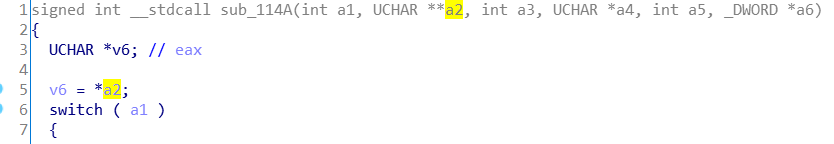 1 signed int __stdcall sub_114A(int a1, UCHAR **a2, int a3, UCHAR *a4, int a5, _DWORD *a6)
2 {
3   UCHAR *v6; // eax
4
5   v6 = *a2;
6   switch ( a1 )
7   {